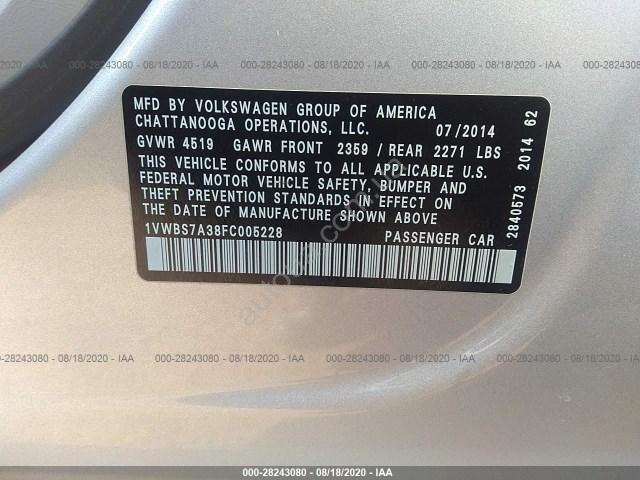 000-28243080 - 08/18/2020 - IAA
MFD BY VOLKSWAGEN GROUP OF AMERICA
CHATTANOOGA OPERATIONS, LLC. 07/2014
GVWR 4519 GAWR FRONT 2359 / REAR 2271 LBS
THIS VEHICLE CONFORMS TO ALL APPLICABLE U.S.
FEDERAL MOTOR VEHICLE SAFETY, BUMPER AND
THEFT PREVENTION STANDARDS IN EFFECT ON
THE DATE OF MANUFACTURE SHOWN ABOVE
1VWBS7A38FC005228 PASSENGER CAR
2840573 2014 62
000-28243080 - 08/18/2020 - IAA
000-28243080 - 08/18/2020 - IAA